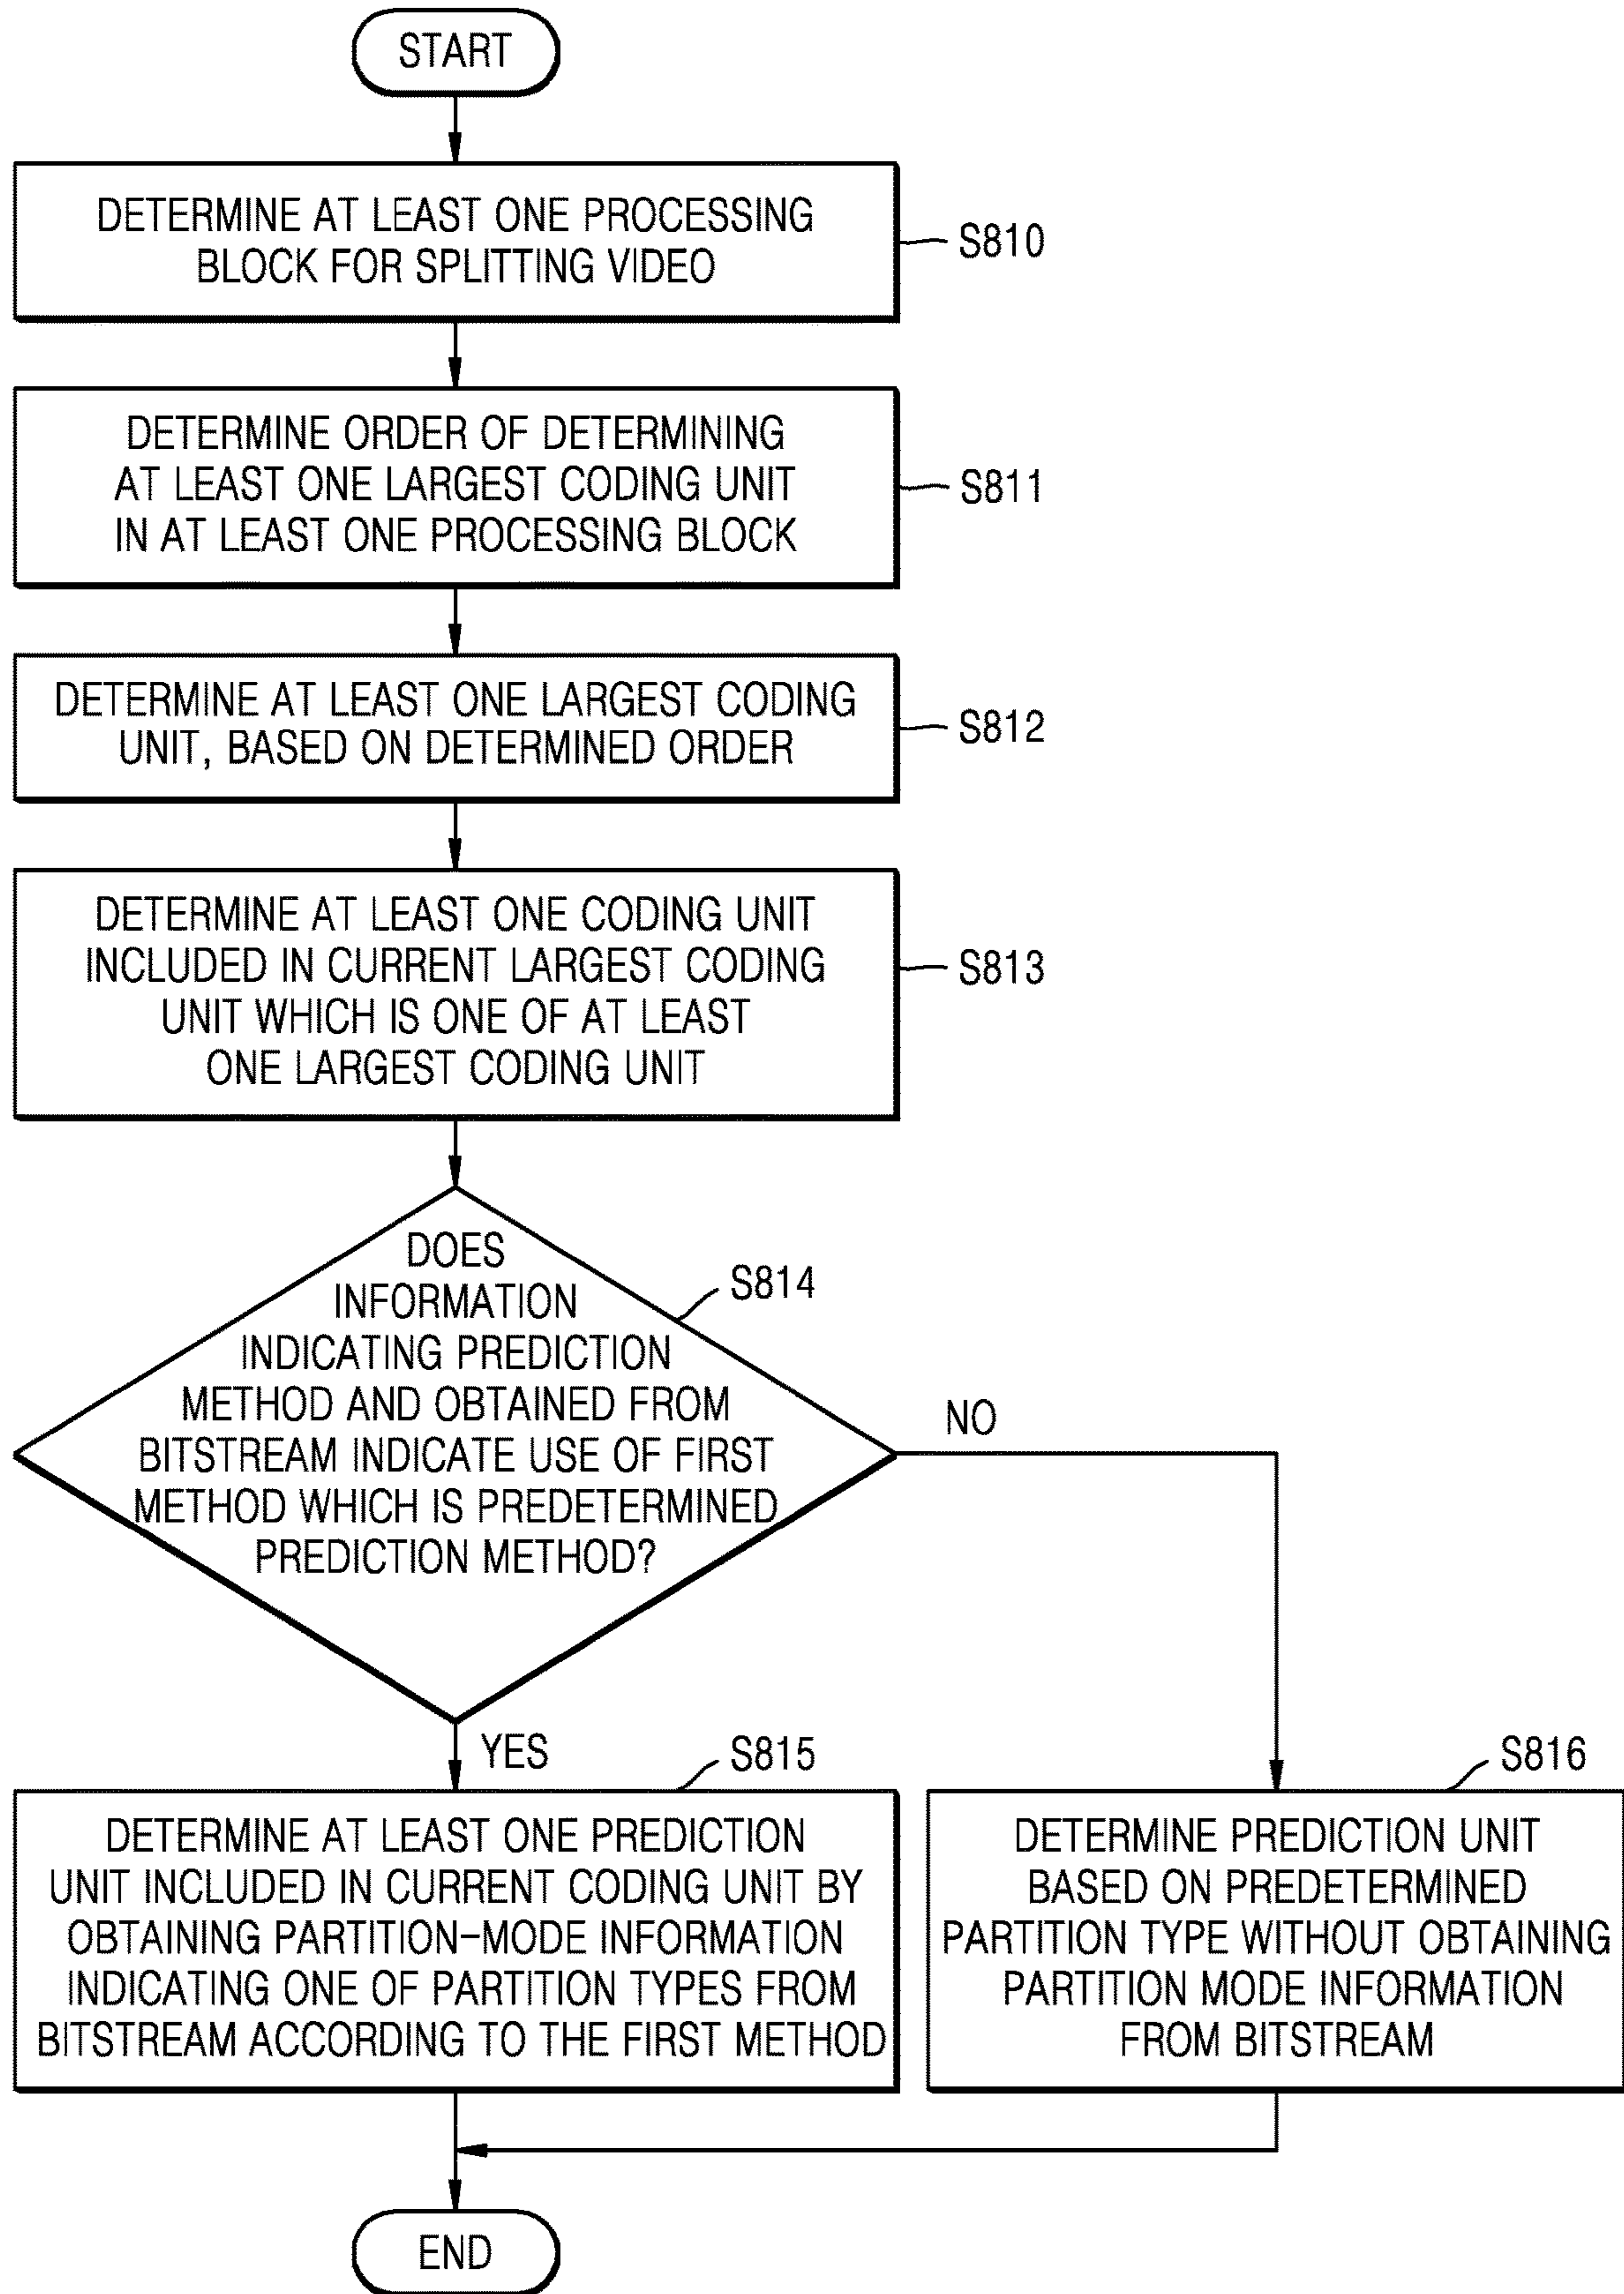 START
DETERMINE AT LEAST ONE PROCESSING
BLOCK FOR SPLITTING VIDEO
S810
DETERMINE ORDER OF DETERMINING
AT LEAST ONE LARGEST CODING UNIT
IN AT LEAST ONE PROCESSING BLOCK
S811
DETERMINE AT LEAST ONE LARGEST CODING
UNIT, BASED ON DETERMINED ORDER
S812
DETERMINE AT LEAST ONE CODING UNIT
INCLUDED IN CURRENT LARGEST CODING
UNIT WHICH IS ONE OF AT LEAST
ONE LARGEST CODING UNIT
S813
DOES
INFORMATION
INDICATING PREDICTION
METHOD AND OBTAINED FROM
BITSTREAM INDICATE USE OF FIRST
METHOD WHICH IS PREDETERMINED
PREDICTION METHOD?
S814
NO
YES
S815
DETERMINE AT LEAST ONE PREDICTION
UNIT INCLUDED IN CURRENT CODING UNIT BY
OBTAINING PARTITION-MODE INFORMATION
INDICATING ONE OF PARTITION TYPES FROM
BITSTREAM ACCORDING TO THE FIRST METHOD
S816
DETERMINE PREDICTION UNIT
BASED ON PREDETERMINED
PARTITION TYPE WITHOUT OBTAINING
PARTITION MODE INFORMATION
FROM BITSTREAM
END